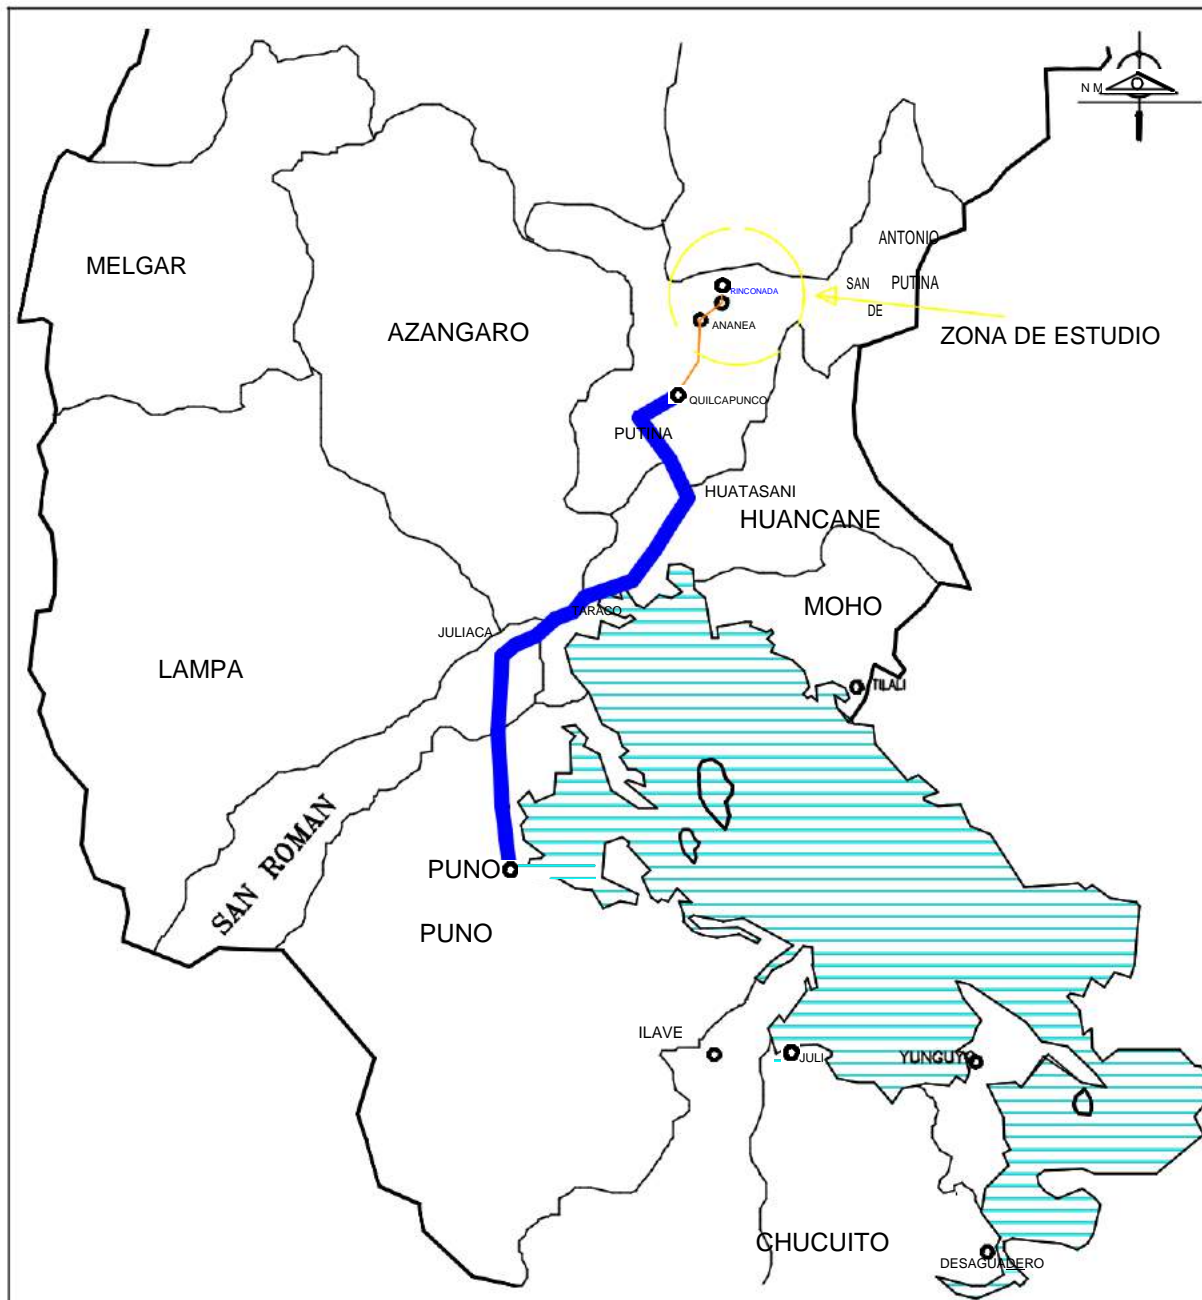 N M
ANTONIO
MELGAR
SAN PUTINA
DE
RINCONADA
ANANEA
AZANGARO
ZONA DE ESTUDIO
QUILCAPUNCO
PUTINA
HUATASANI
HUANCANE
TARACO
MOHO
JULIACA
LAMPA
TILALI
SAN ROMAN
PUNO
PUNO
ILAVE
JULI
YUNGUYO
CHUCUITO
DESAGUADERO